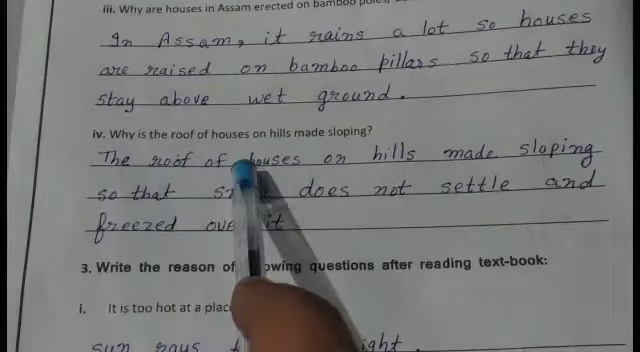 iii. Why are houses in Assam erected on bamboo poles,
In Assam, it rains a lot so houses
are raised on bamboo pillars so that they
stay above wet ground.
iv. Why is the roof of houses on hills made sloping?
The roof of houses on hills made sloping
so that does not settle and
freezed it
3. Write the reason of questions after reading text-book:
i. It is too hot at a
sun rays